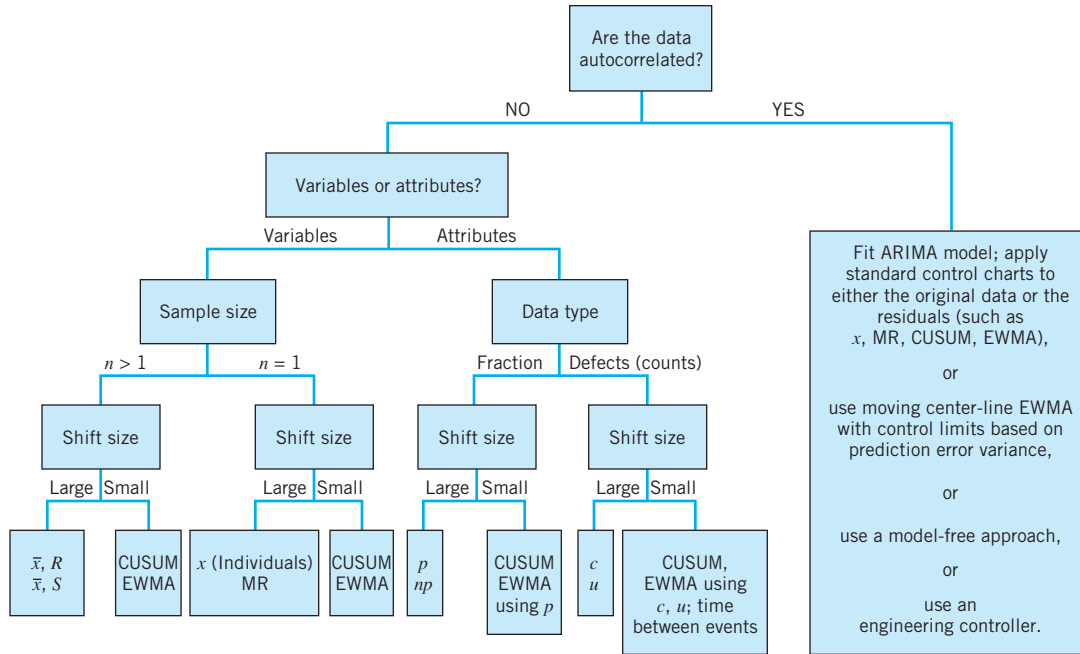 Are the data
autocorrelated?
NO
YES
Variables or attributes?
Variables
Attributes
Sample size
Data type
n > 1
n = 1
Fraction
Defects (counts)
Shift size
Shift size
Shift size
Shift size
Large
Small
Large
Small
Large
Small
Large
Small
x̅, R
x̅, S
CUSUM
EWMA
x (Individuals)
MR
CUSUM
EWMA
p
np
CUSUM
EWMA
using p
c
u
CUSUM,
EWMA using
c, u; time
between events
Fit ARIMA model; apply
standard control charts to
either the original data or the
residuals (such as
x, MR, CUSUM, EWMA),
or
use moving center-line EWMA
with control limits based on
prediction error variance,
or
use a model-free approach,
or
use an
engineering controller.